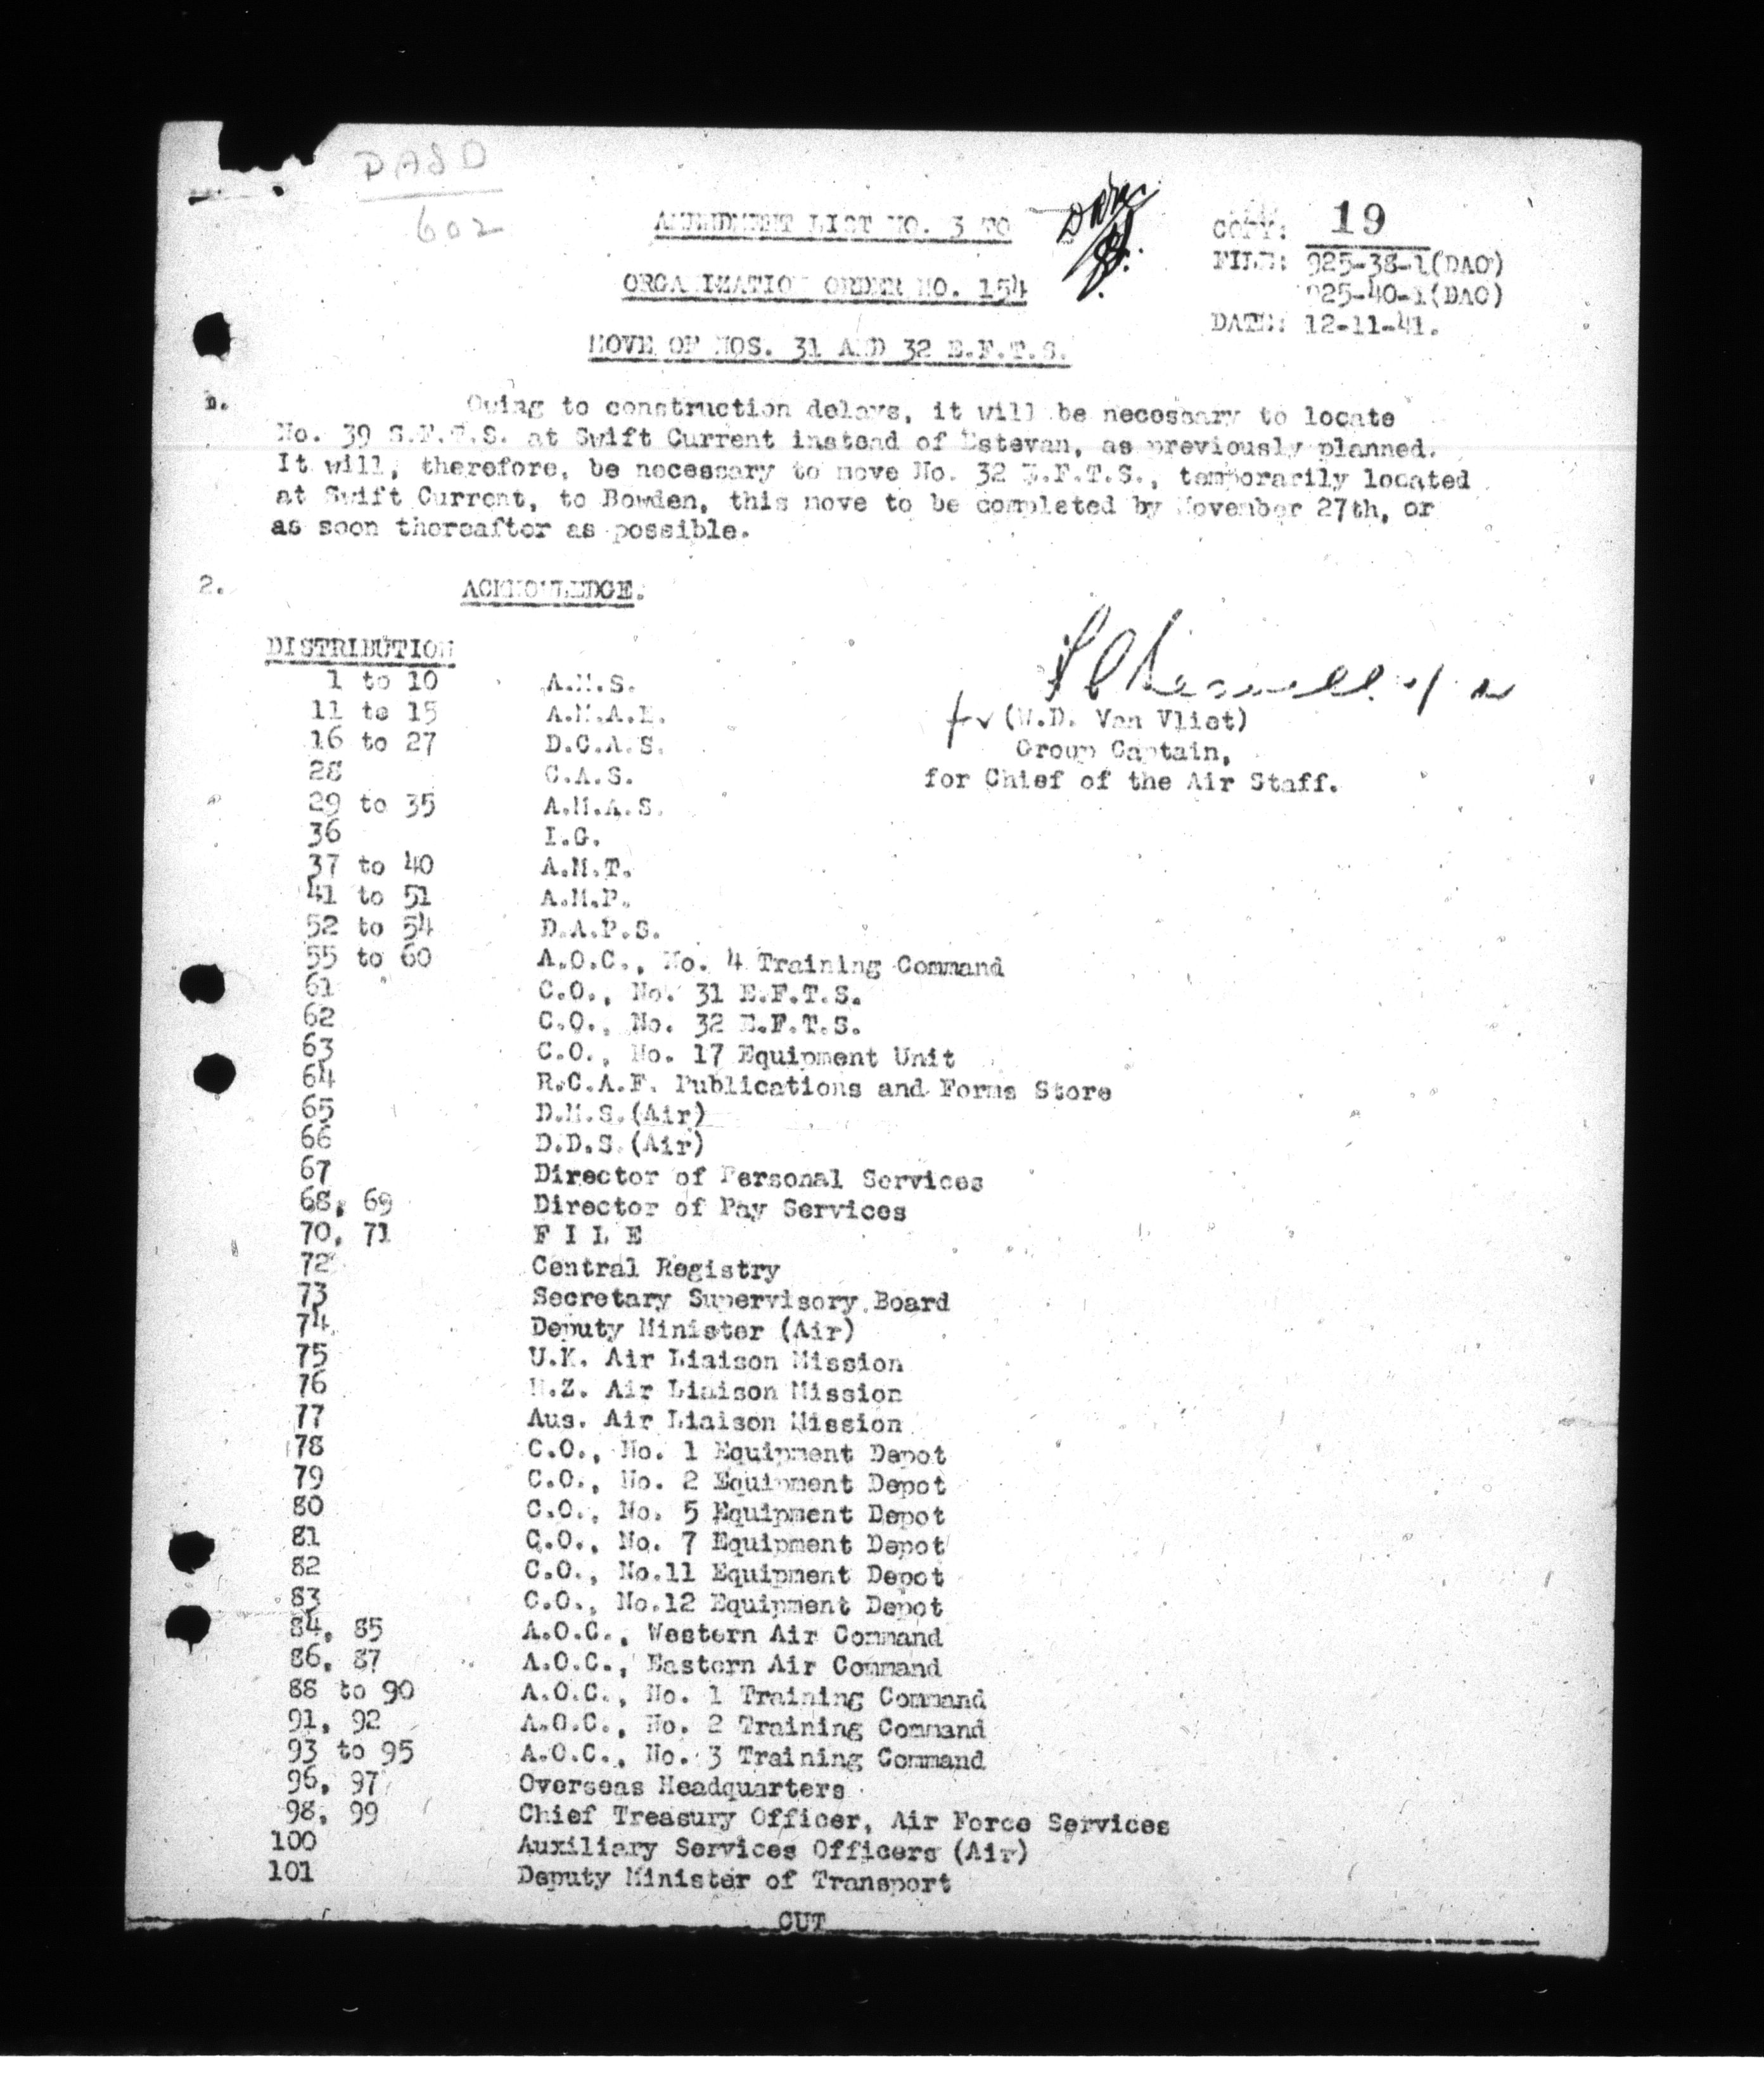 DASD
602
AMENDMENT LIST NO. 3 TO
ORGANIZATION ORDER NO. 154
MOVE OF NOS. 31 AND 32 E.F.T.S.
COPY: 19
FILE: 925-38-1(DAO)
925-40-1(DAO)
DATE: 12-11-41.
1. Owing to construction delays, it will be necessary to locate
No. 39 S.F.T.S. at Swift Current instead of Estevan, as previously planned.
It will, therefore, be necessary to move No. 32 E.F.T.S., temporarily located
at Swift Current, to Bowden, this move to be completed by November 27th, or
as soon thereafter as possible.
2. ACKNOWLEDGE.
for (W.D. Van Vliet)
Group Captain,
for Chief of the Air Staff.
DISTRIBUTION
1 to 10 A.M.S.
11 to 15 A.M.A.E.
16 to 27 D.C.A.S.
28 C.A.S.
29 to 35 A.M.A.S.
36 I.G.
37 to 40 A.M.T.
41 to 51 A.M.P.
52 to 54 D.A.P.S.
55 to 60 A.O.C., No. 4 Training Command
61 C.O., No. 31 E.F.T.S.
62 C.O., No. 32 E.F.T.S.
63 C.O., No. 17 Equipment Unit
64 R.C.A.F. Publications and Forms Store
65 D.M.S.(Air)
66 D.D.S.(Air)
67 Director of Personal Services
68, 69 Director of Pay Services
70, 71 F I L E
72 Central Registry
73 Secretary Supervisory Board
74 Deputy Minister (Air)
75 U.K. Air Liaison Mission
76 N.Z. Air Liaison Mission
77 Aus. Air Liaison Mission
78 C.O., No. 1 Equipment Depot
79 C.O., No. 2 Equipment Depot
80 C.O., No. 5 Equipment Depot
81 C.O., No. 7 Equipment Depot
82 C.O., No.11 Equipment Depot
83 C.O., No.12 Equipment Depot
84, 85 A.O.C., Western Air Command
86, 87 A.O.C., Eastern Air Command
88 to 90 A.O.C., No. 1 Training Command
91, 92 A.O.C., No. 2 Training Command
93 to 95 A.O.C., No. 3 Training Command
96, 97 Overseas Headquarters
98, 99 Chief Treasury Officer, Air Force Services
100 Auxiliary Services Officers (Air)
101 Deputy Minister of Transport
CUT